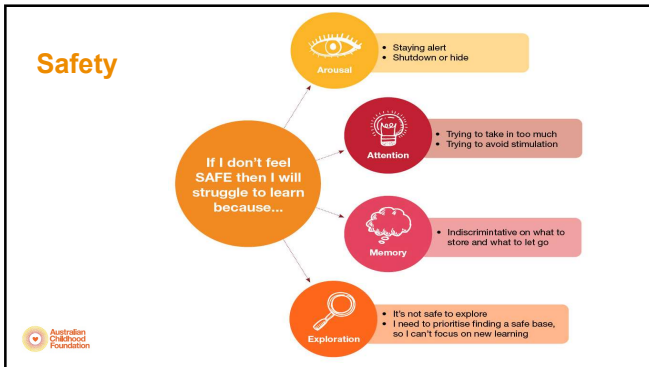 Safety
If I don't feel
SAFE then I will
struggle to learn
because...
Arousal
• Staying alert
• Shutdown or hide
Attention
• Trying to take in too much
• Trying to avoid stimulation
Memory
• Indiscrimintative on what to
store and what to let go
Exploration
• It's not safe to explore
• I need to prioritise finding a safe base,
so I can't focus on new learning
Australian
Childhood
Foundation